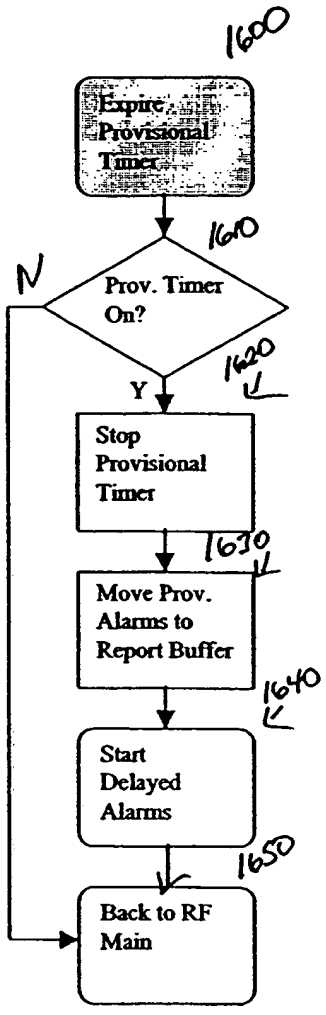 1600
Expire
Provisional
Timer
1610
N
Prov. Timer
On?
1620
Y
Stop
Provisional
Timer
1630
Move Prov.
Alarms to
Report Buffer
1640
Start
Delayed
Alarms
1650
Back to RF
Main